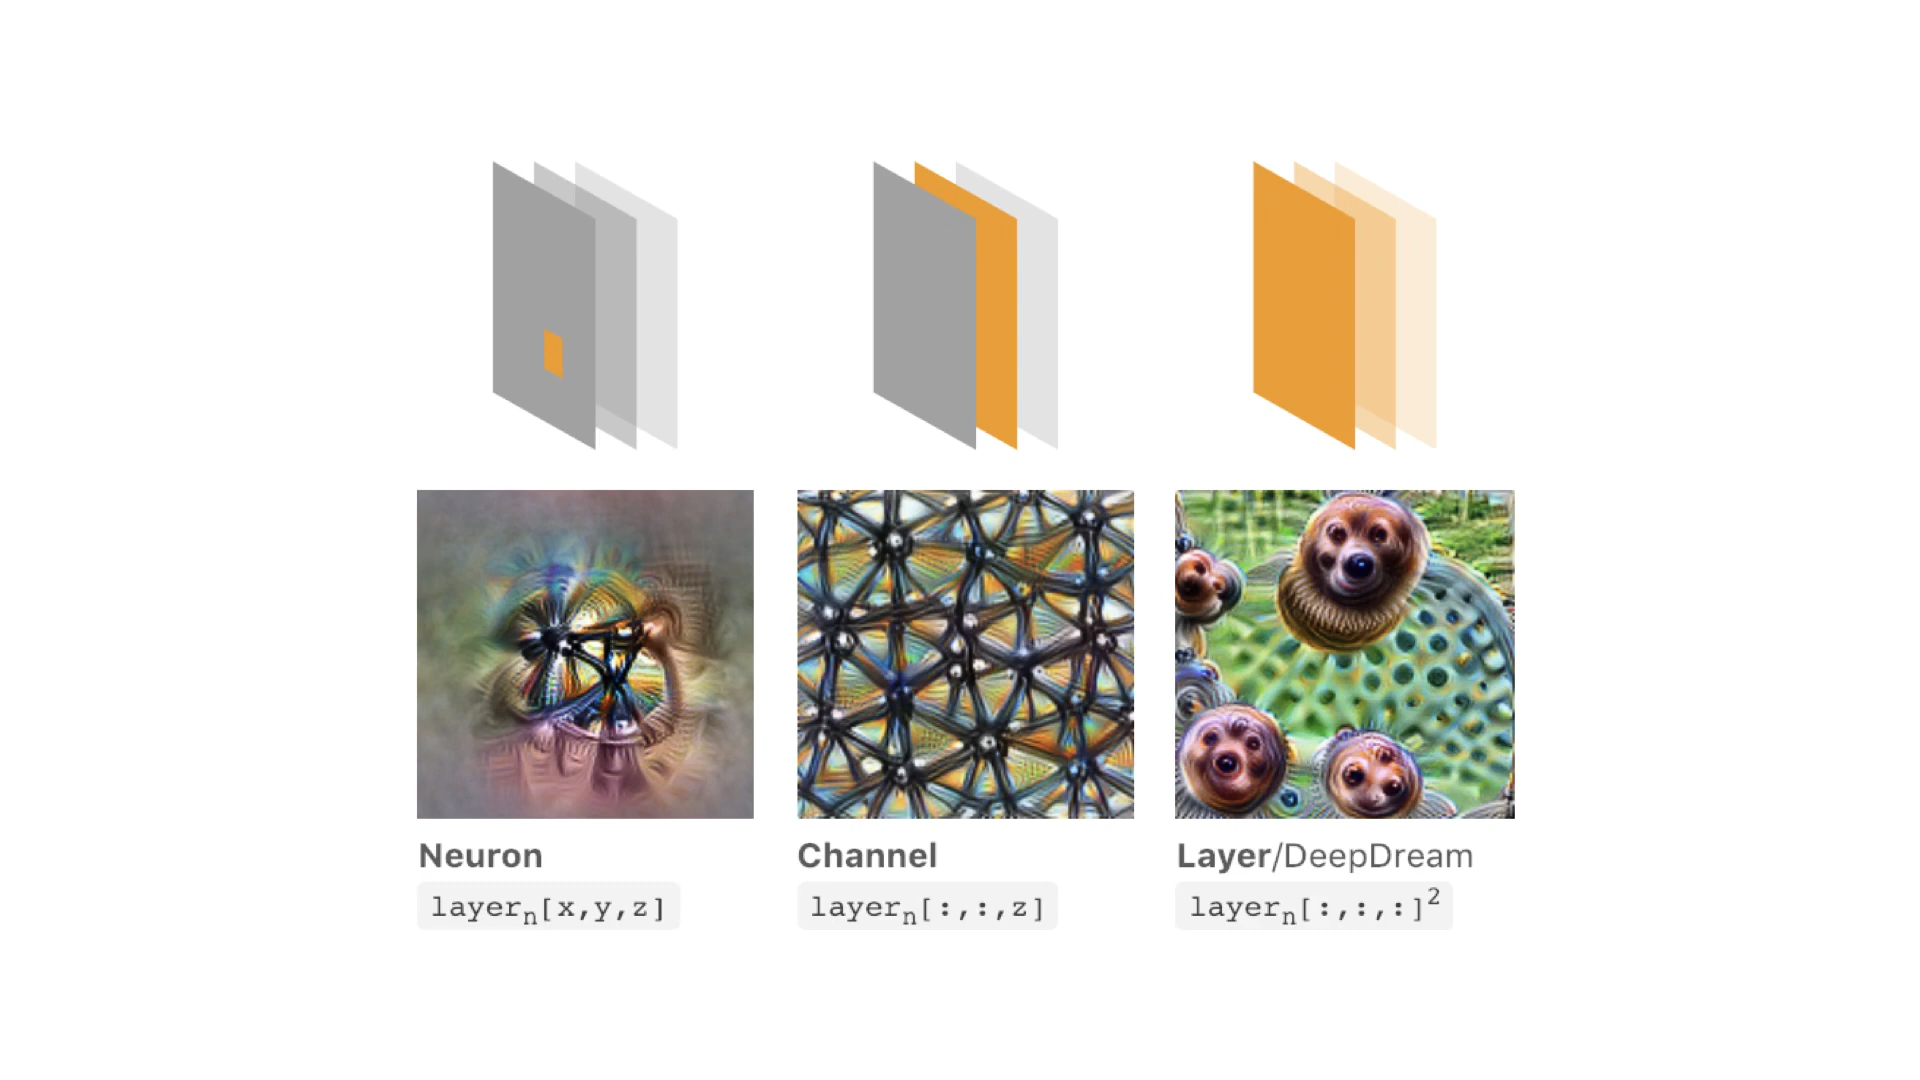 Neuron
layerₙ[x,y,z]
Channel
layerₙ[:,:,z]
Layer/DeepDream
layerₙ[:,:,:]²